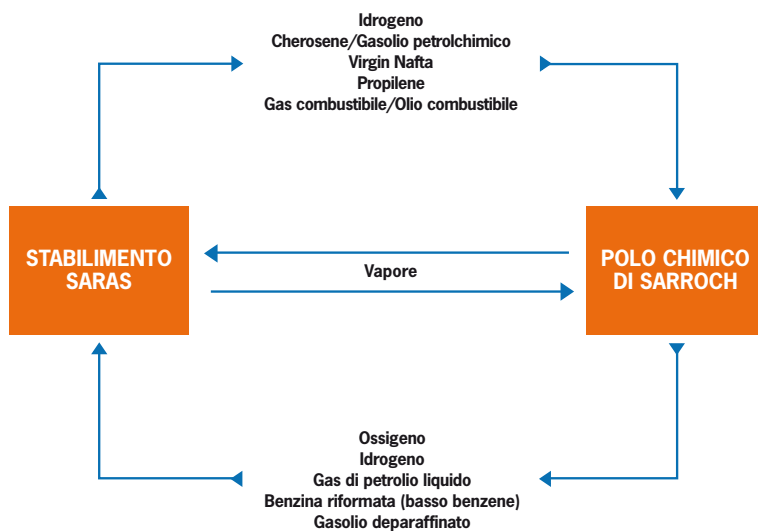 Idrogeno
Cherosene/Gasolio petrolchimico
Virgin Nafta
Propilene
Gas combustibile/Olio combustibile
STABILIMENTO
SARAS
Vapore
POLO CHIMICO
DI SARROCH
Ossigeno
Idrogeno
Gas di petrolio liquido
Benzina riformata (basso benzene)
Gasolio deparaffinato